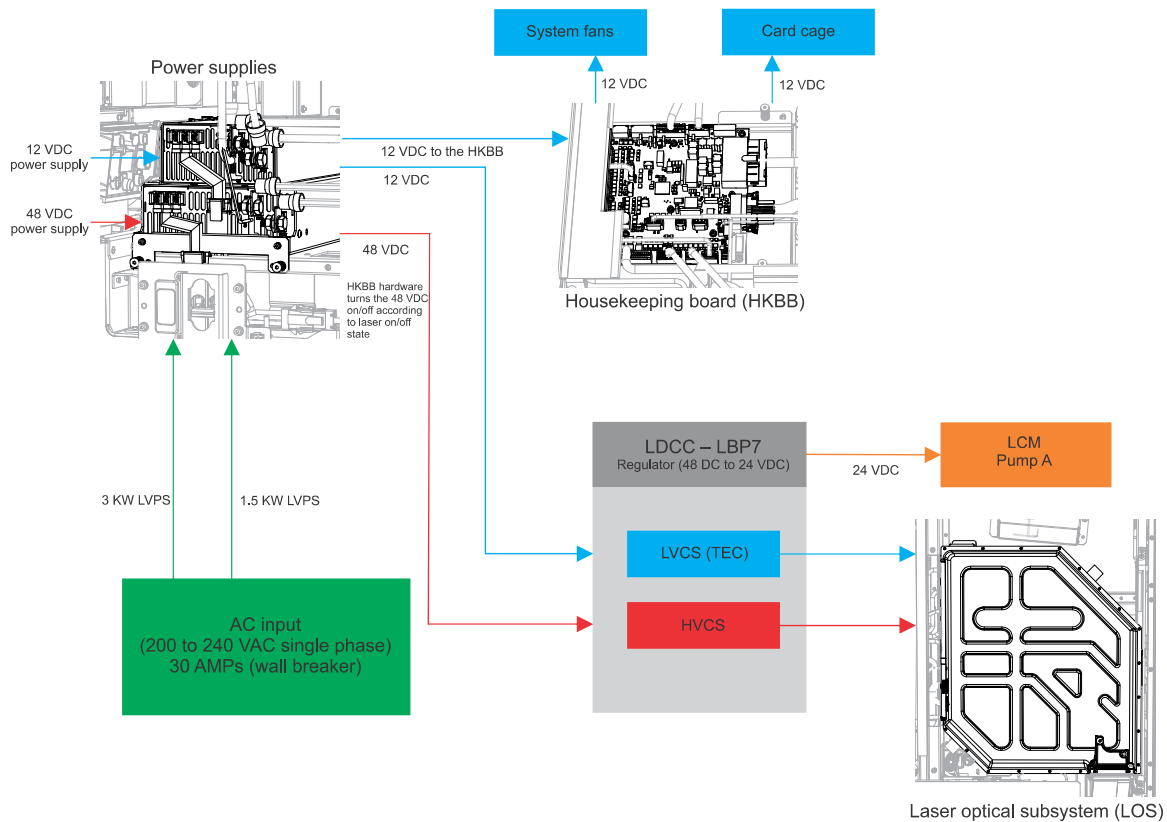 System fans
Card cage
Power supplies
12 VDC
12 VDC
12 VDC
power supply
12 VDC to the HKBB
12 VDC
48 VDC
power supply
48 VDC
HKBB hardware
turns the 48 VDC
on/off according
to laser on/off
state
Housekeeping board (HKBB)
LDCC – LBP7
Regulator (48 DC to 24 VDC)
24 VDC
LCM
Pump A
3 KW LVPS
1.5 KW LVPS
LVCS (TEC)
HVCS
AC input
(200 to 240 VAC single phase)
30 AMPs (wall breaker)
Laser optical subsystem (LOS)